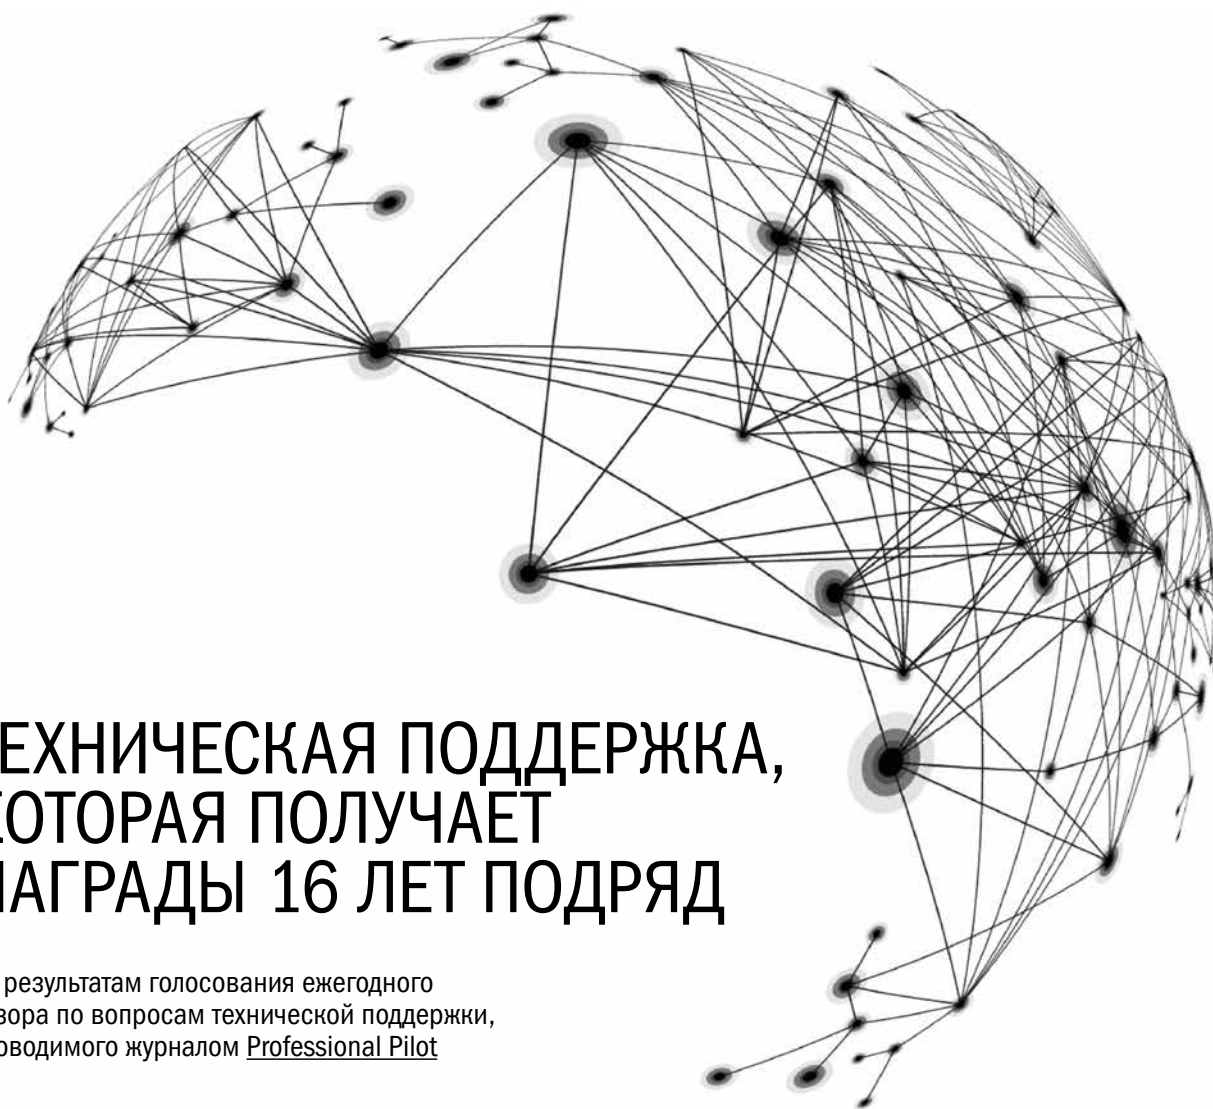 ЕХНИЧЕСКАЯ ПОДДЕРЖКА,
ОТОРАЯ ПОЛУЧАЕТ
АГРАДЫ 16 ЛЕТ ПОДРЯД
результатам голосования ежегодного
зора по вопросам технической поддержки,
оводимого журналом Professional Pilot